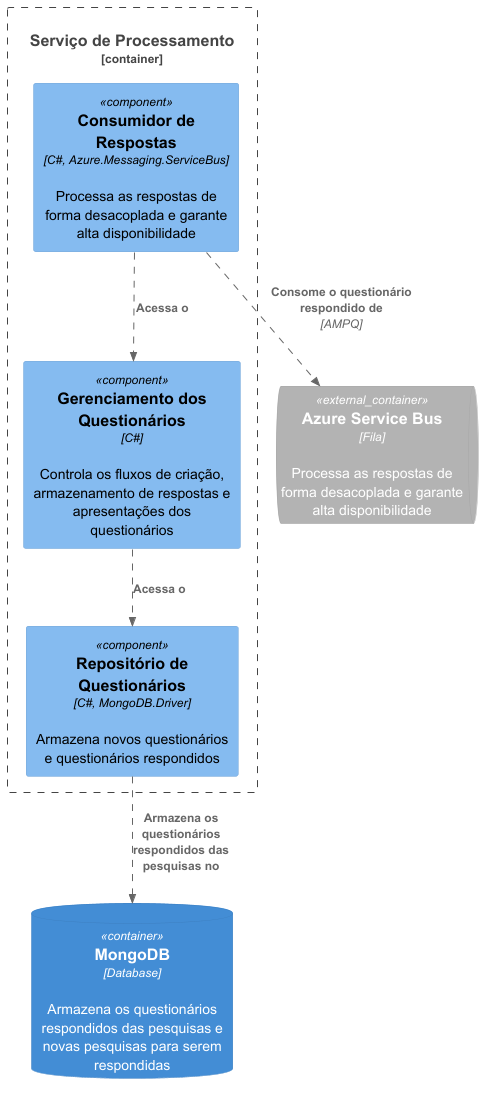 Serviço de Processamento
[container]
«component»
Consumidor de
Respostas
[C#, Azure.Messaging.ServiceBus]
Processa as respostas de
forma desacoplada e garante
alta disponibilidade
Acessa o
Consome o questionário
respondido de
[AMPQ]
«component»
Gerenciamento dos
Questionários
[C#]
Controla os fluxos de criação,
armazenamento de respostas e
apresentações dos
questionários
«external_container»
Azure Service Bus
[Fila]
Processa as respostas de
forma desacoplada e garante
alta disponibilidade
Acessa o
«component»
Repositório de
Questionários
[C#, MongoDB.Driver]
Armazena novos questionários
e questionários respondidos
Armazena os
questionários
respondidos das
pesquisas no
«container»
MongoDB
[Database]
Armazena os questionários
respondidos das pesquisas e
novas pesquisas para serem
respondidas